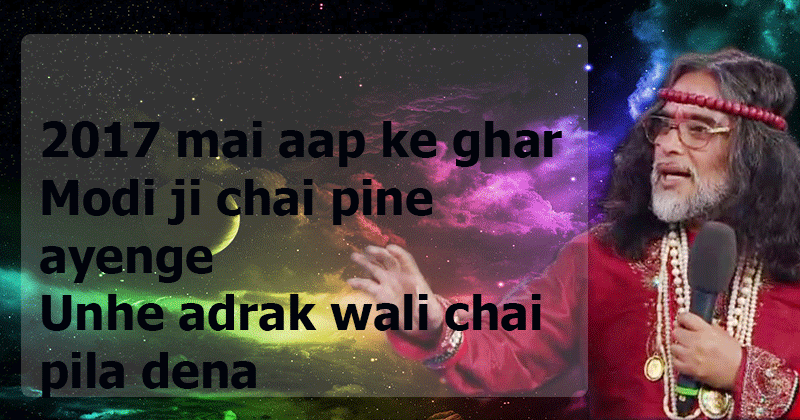 2017 mai aap ke ghar
Modi ji chai pine
ayenge
Unhe adrak wali chai
pila dena